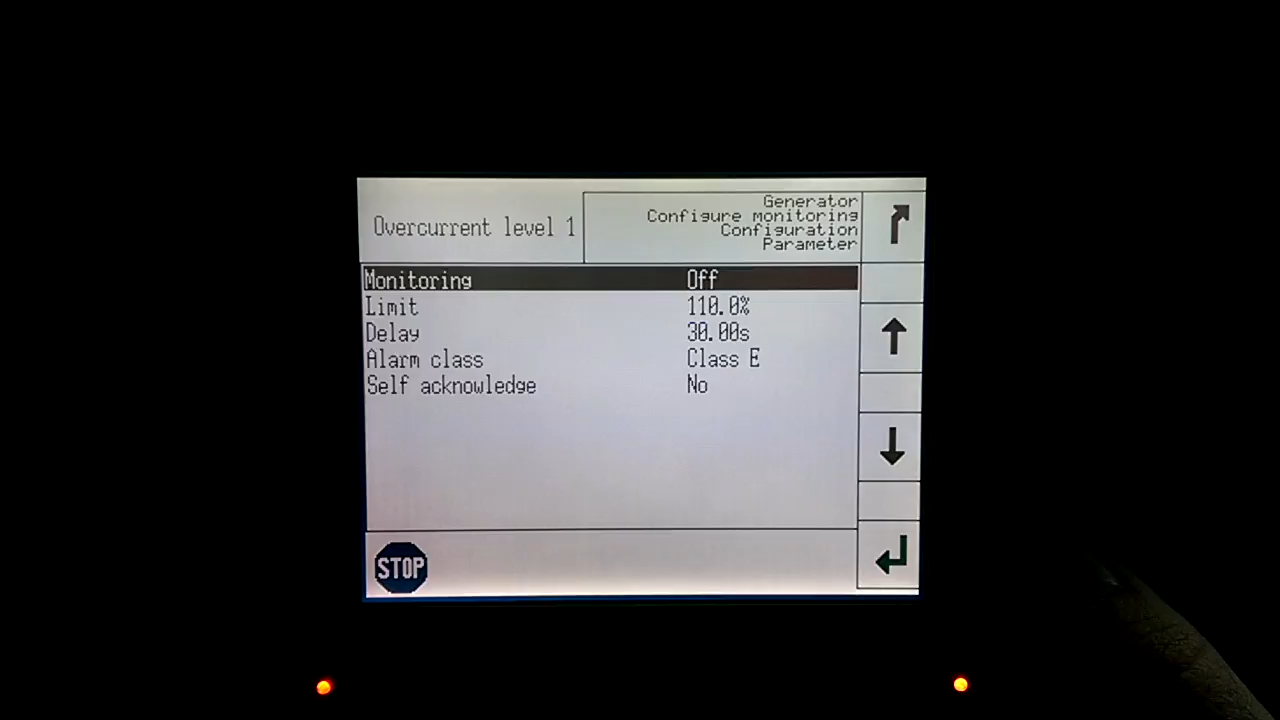 Overcurrent level 1
Generator
Configure monitoring
Configuration
Parameter
Monitoring Off
Limit 110.0%
Delay 30.00s
Alarm class Class E
Self acknowledge No
STOP